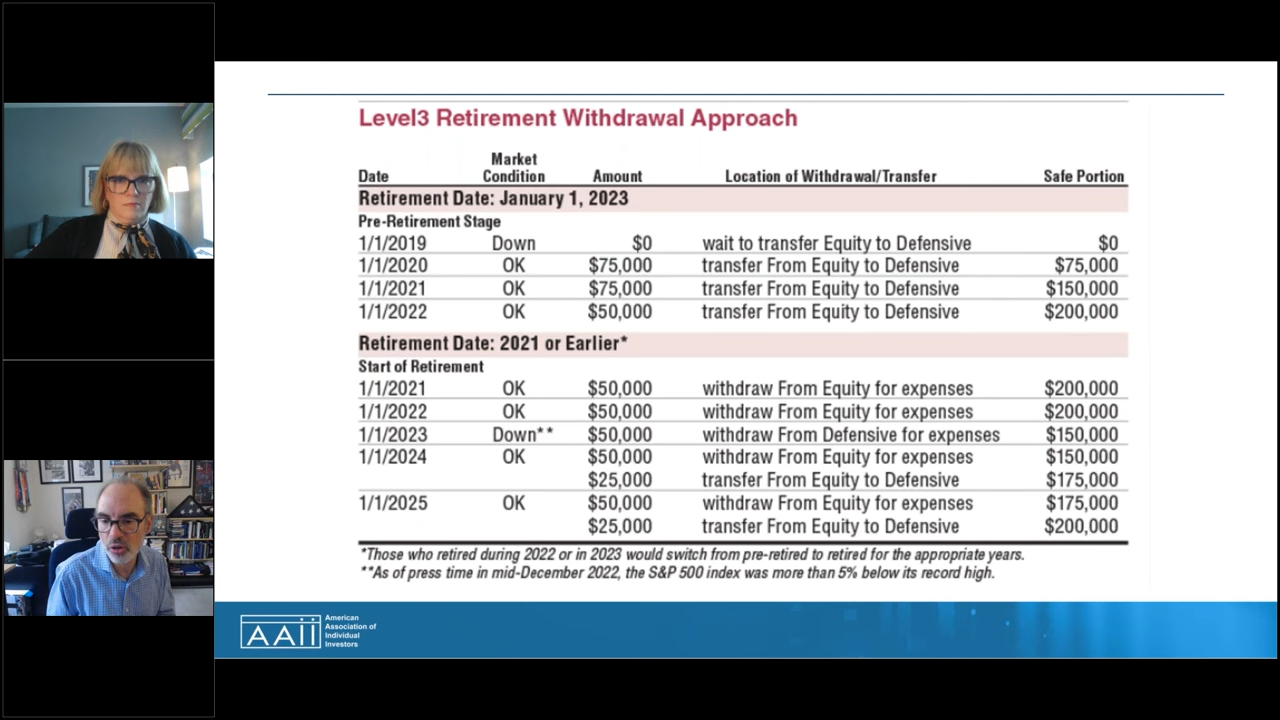 Level3 Retirement Withdrawal Approach
Market
Date Condition Amount Location of Withdrawal/Transfer Safe Portion
Retirement Date: January 1, 2023
Pre-Retirement Stage
1/1/2019 Down $0 wait to transfer Equity to Defensive $0
1/1/2020 OK $75,000 transfer From Equity to Defensive $75,000
1/1/2021 OK $75,000 transfer From Equity to Defensive $150,000
1/1/2022 OK $50,000 transfer From Equity to Defensive $200,000
Retirement Date: 2021 or Earlier*
Start of Retirement
1/1/2021 OK $50,000 withdraw From Equity for expenses $200,000
1/1/2022 OK $50,000 withdraw From Equity for expenses $200,000
1/1/2023 Down** $50,000 withdraw From Defensive for expenses $150,000
1/1/2024 OK $50,000 withdraw From Equity for expenses $150,000
$25,000 transfer From Equity to Defensive $175,000
1/1/2025 OK $50,000 withdraw From Equity for expenses $175,000
$25,000 transfer From Equity to Defensive $200,000
*Those who retired during 2022 or in 2023 would switch from pre-retired to retired for the appropriate years.
**As of press time in mid-December 2022, the S&P 500 index was more than 5% below its record high.
AAII
American
Association of
Individual
Investors